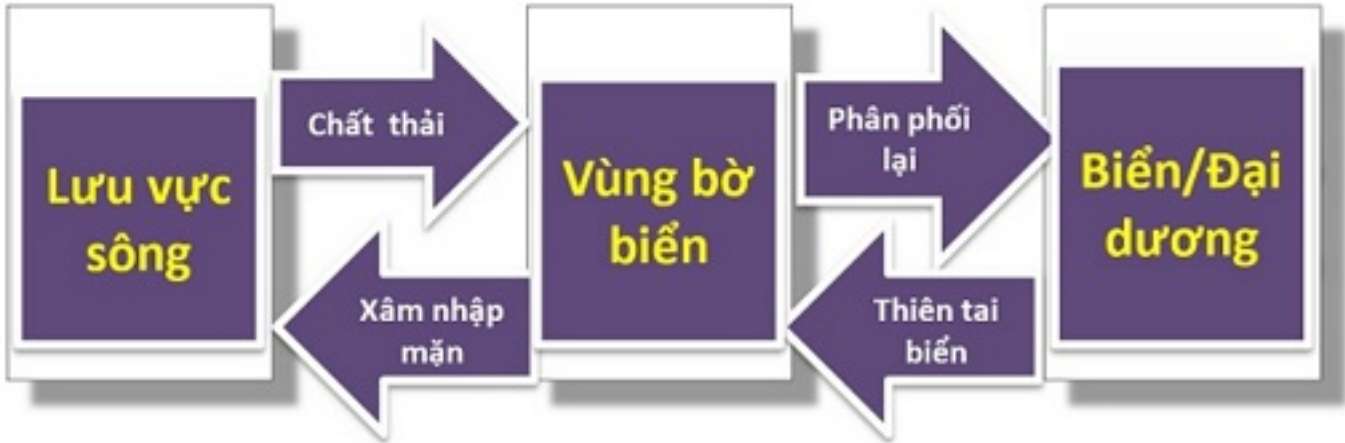 Lưu vực
sông
Chất thải
Xâm nhập
mặn
Vùng bờ
biển
Phân phối
lại
Thiên tai
biển
Biển/Đại
dương